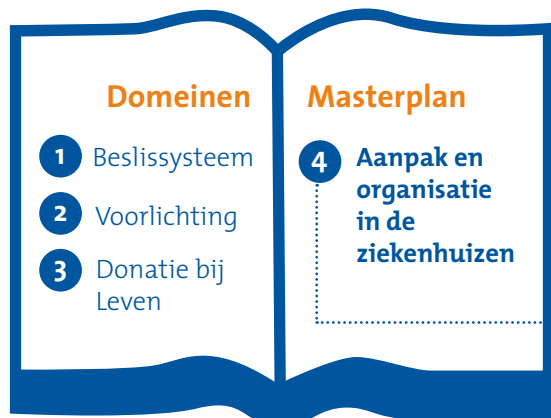 Domeinen
1 Beslissysteem
2 Voorlichting
3 Donatie bij
Leven
Masterplan
4 Aanpak en
organisatie
in de
ziekenhuizen